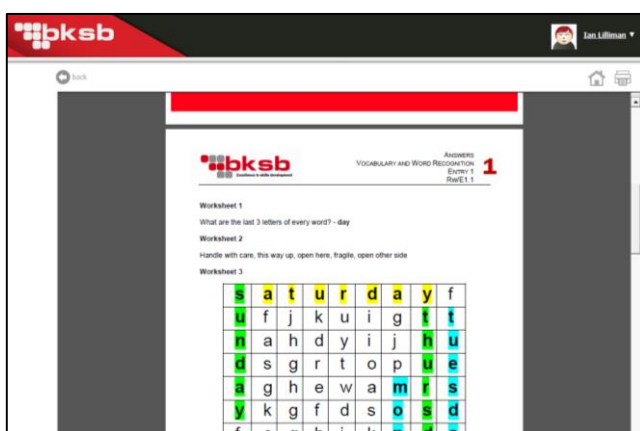 bksb
Ian Lilliman ▼
back
bksb
Excellence in skills development
ANSWERS
VOCABULARY AND WORD RECOGNITION
ENTRY 1
RW/E1.1
1
Worksheet 1
What are the last 3 letters of every word? - day
Worksheet 2
Handle with care, this way up, open here, fragile, open other side
Worksheet 3
s a t u r d a y f
u f j k u i g t t
n a h d y i j h u
d s g r t o p u e
a g h e w a m r s
y k g f d s o s d